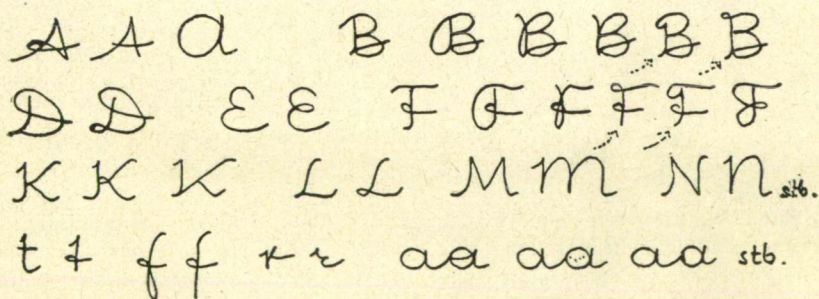 A A a B B B B B B
D D E E F F F F F F
K K K L L M M N N stb.
t t f f r r aa aa aa stb.